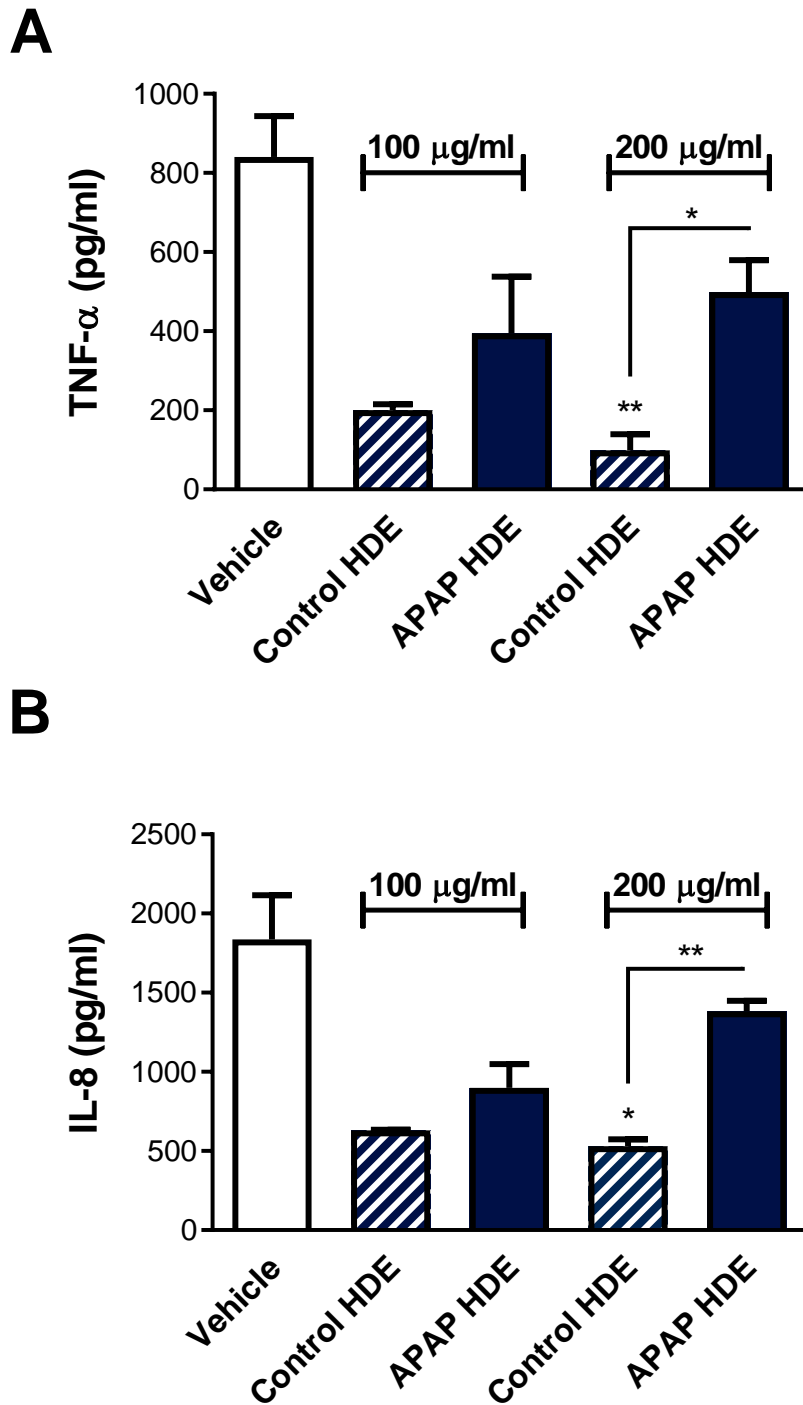 A
TNF-α (pg/ml)
1000
800
600
400
200
0
100 μg/ml
200 μg/ml
*
**
Vehicle
Control HDE
APAP HDE
Control HDE
APAP HDE
B
IL-8 (pg/ml)
2500
2000
1500
1000
500
0
100 μg/ml
200 μg/ml
**
*
Vehicle
Control HDE
APAP HDE
Control HDE
APAP HDE